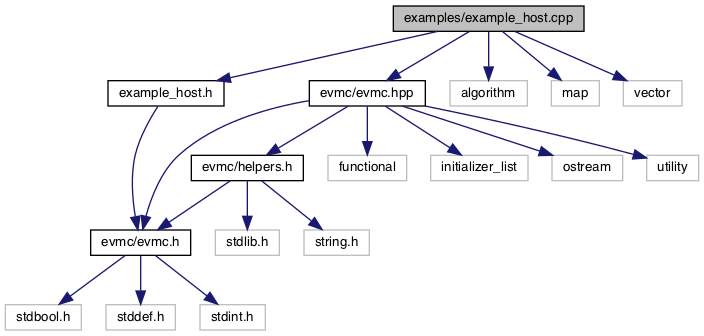 examples/example_host.cpp
example_host.h
evmc/evmc.hpp
algorithm
map
vector
evmc/helpers.h
functional
initializer_list
ostream
utility
evmc/evmc.h
stdlib.h
string.h
stdbool.h
stddef.h
stdint.h